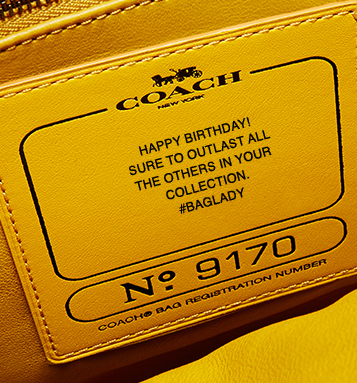 COACH
NEW YORK
HAPPY BIRTHDAY!
SURE TO OUTLAST ALL
THE OTHERS IN YOUR
COLLECTION.
#BAGLADY
Nº 9170
COACH® BAG REGISTRATION NUMBER